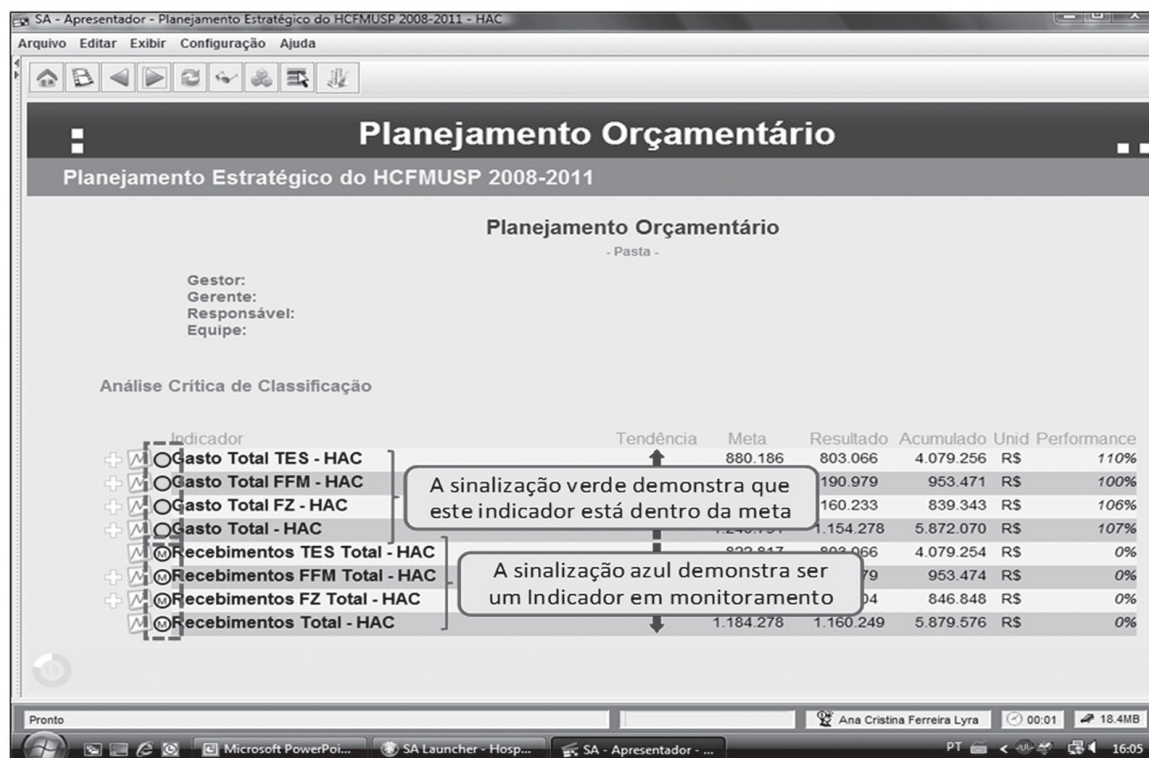 SA - Apresentador - Planejamento Estratégico do HCFMUSP 2008-2011 - HAC
Arquivo Editar Exibir Configuração Ajuda
Planejamento Orçamentário
Planejamento Estratégico do HCFMUSP 2008-2011
Planejamento Orçamentário
- Pasta -
Gestor:
Gerente:
Responsável:
Equipe:
Análise Crítica de Classificação
Indicador Tendência Meta Resultado Acumulado Unid Performance
Gasto Total TES - HAC 880.186 803.066 4.079.256 R$ 110%
Gasto Total FFM - HAC 190.979 953.471 R$ 100%
Gasto Total FZ - HAC 160.233 839.343 R$ 106%
Gasto Total - HAC 1.154.278 5.872.070 R$ 107%
A sinalização verde demonstra que
este indicador está dentro da meta
Recebimentos TES Total - HAC 4.079.254 R$ 0%
Recebimentos FFM Total - HAC 953.474 R$ 0%
Recebimentos FZ Total - HAC 846.848 R$ 0%
Recebimentos Total - HAC 1.184.278 1.160.249 5.879.576 R$ 0%
A sinalização azul demonstra ser
um Indicador em monitoramento
Pronto Ana Cristina Ferreira Lyra 00:01 18.4MB
Microsoft PowerPoi... SA Launcher - Hosp... SA - Apresentador - ... PT 16:05